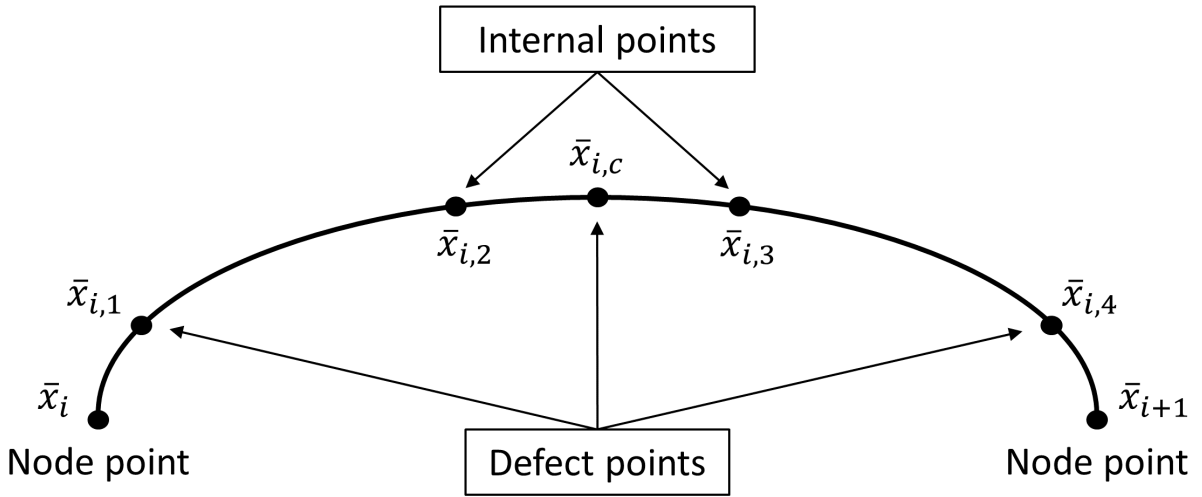 Internal points
x̄ᵢ,c
x̄ᵢ,₂
x̄ᵢ,₃
x̄ᵢ,₁
x̄ᵢ,₄
x̄ᵢ
x̄ᵢ₊₁
Node point
Defect points
Node point